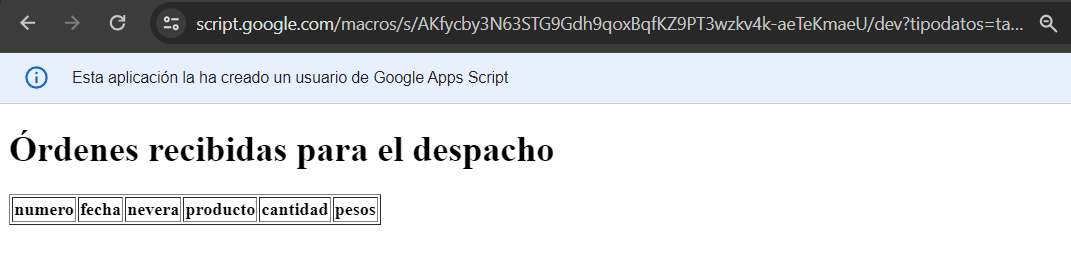 script.google.com/macros/s/AKfycby3N63STG9Gdh9qoxBqfKZ9PT3wzkv4k-aeTeKmaeU/dev?tipodatos=ta...
Esta aplicación la ha creado un usuario de Google Apps Script
Órdenes recibidas para el despacho
numero fecha nevera producto cantidad pesos